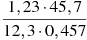 1,23 · 45,7
12,3 · 0,457